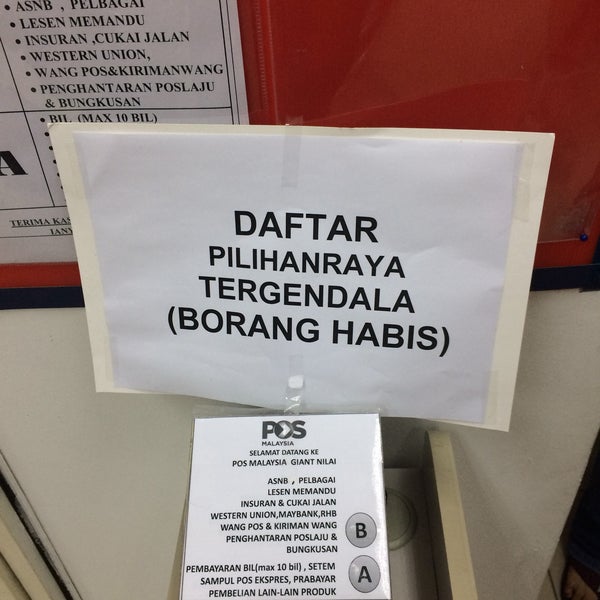 • ASNB , PELBAGAI
• LESEN MEMANDU
• INSURAN ,CUKAI JALAN
• WESTERN UNION,
• WANG POS&KIRIMANWANG
• PENGHANTARAN POSLAJU
& BUNGKUSAN
• BIL (MAX 10 BIL)
A
TERIMA KAS
DAFTAR
PILIHANRAYA
TERGENDALA
(BORANG HABIS)
POS
MALAYSIA
SELAMAT DATANG KE
POS MALAYSIA GIANT NILAI
ASNB , PELBAGAI
LESEN MEMANDU
INSURAN & CUKAI JALAN
WESTERN UNION,MAYBANK,RHB
WANG POS & KIRIMAN WANG
PENGHANTARAN POSLAJU &
BUNGKUSAN
B
PEMBAYARAN BIL(max 10 bil) , SETEM
SAMPUL POS EKSPRES, PRABAYAR
PEMBELIAN LAIN-LAIN PRODUK
A